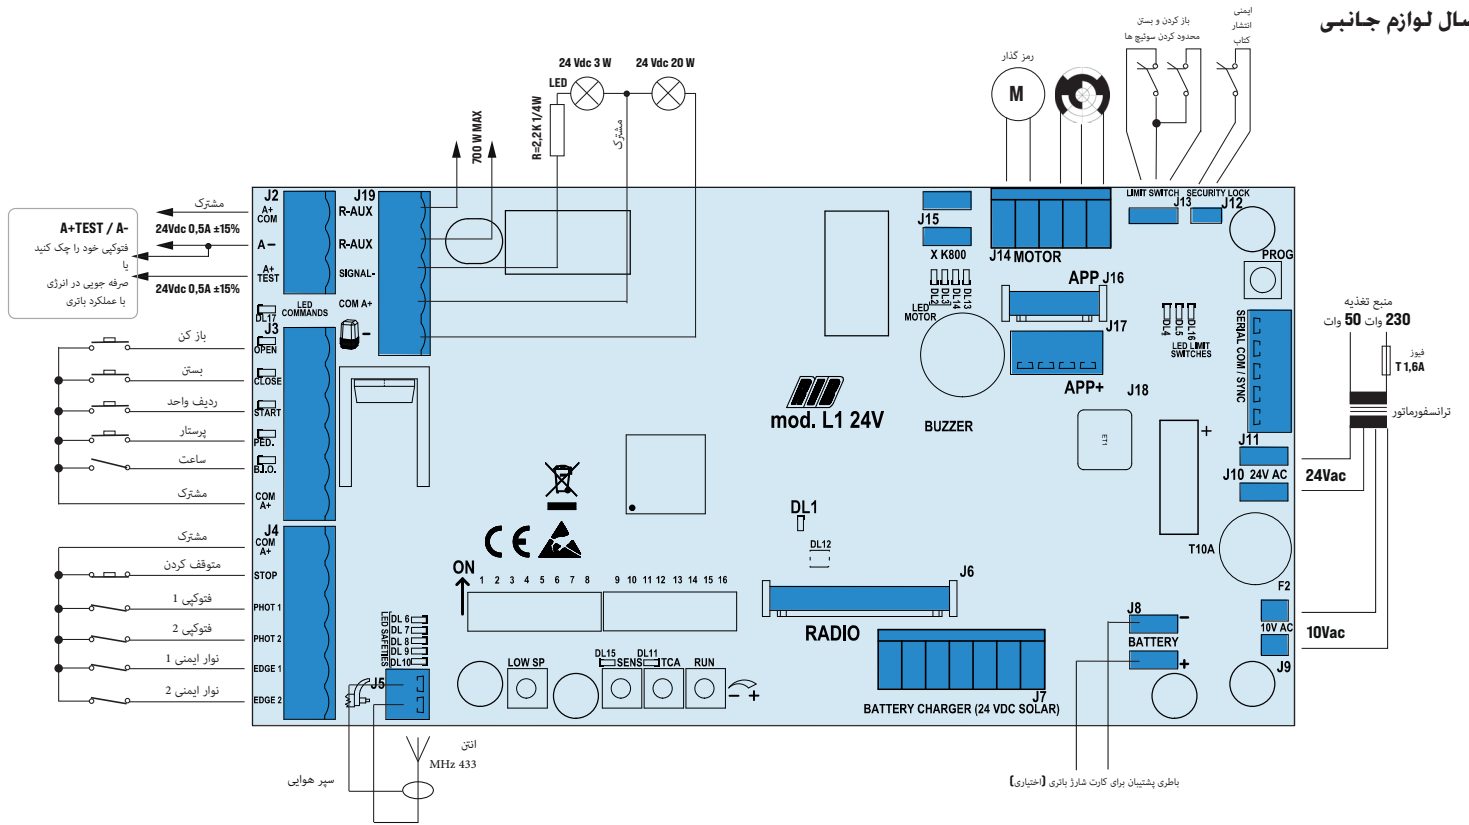 سال لوازم جانبی
ایمنی
انتشار
کتاب
باز کردن و بستن
محدود کردن سوئیچ ها
رمز گذار
M
24 Vdc 3 W
24 Vdc 20 W
LED
R=2,2K 1/4W
مشترک
700 W MAX
J2
A+
COM
A–
A+
TEST
مشترک
24Vdc 0,5A ±15%
24Vdc 0,5A ±15%
A+TEST / A-
فتوکپی خود را چک کنید
یا
صرفه جویی در انرژی
با عملکرد باتری
J19
R-AUX
R-AUX
SIGNAL-
COM A+
-
LED
COMMANDS
DL17
J3
OPEN
CLOSE
START
PED.
B.I.O.
COM
A+
باز کن
بستن
ردیف واحد
پرستار
ساعت
مشترک
J4
COM
A+
STOP
PHOT 1
PHOT 2
EDGE 1
EDGE 2
مشترک
متوقف کردن
فتوکپی 1
فتوکپی 2
نوار ایمنی 1
نوار ایمنی 2
J15
X K800
DL2
DL3
DL14
DL13
LED
MOTOR
J14 MOTOR
LIMIT SWITCH
J13
SECURITY LOCK
J12
PROG
APP
J16
J17
APP+
J18
DL4
DL5
DL16
LED LIMIT
SWITCHES
SERIAL COM / SYNC
BUZZER
mod. L1 24V
ET1
+
J11
J10 24V AC
T10A
F2
10V AC
J9
منبع تغذیه
230 وات 50 وات
فیوز
T 1,6A
ترانسفورماتور
24Vac
10Vac
DL1
DL12
ON
1 2 3 4 5 6 7 8
9 10 11 12 13 14 15 16
J6
RADIO
LED SAFETIES
DL 6
DL 7
DL 8
DL 9
DL10
J5
LOW SP
DL15
SENS
DL11
TCA
RUN
– +
J7
BATTERY CHARGER (24 VDC SOLAR)
J8
–
BATTERY
+
انتن
MHz 433
سپر هوایی
باطری پشتیبان برای کارت شارژ باتری (اختیاری)